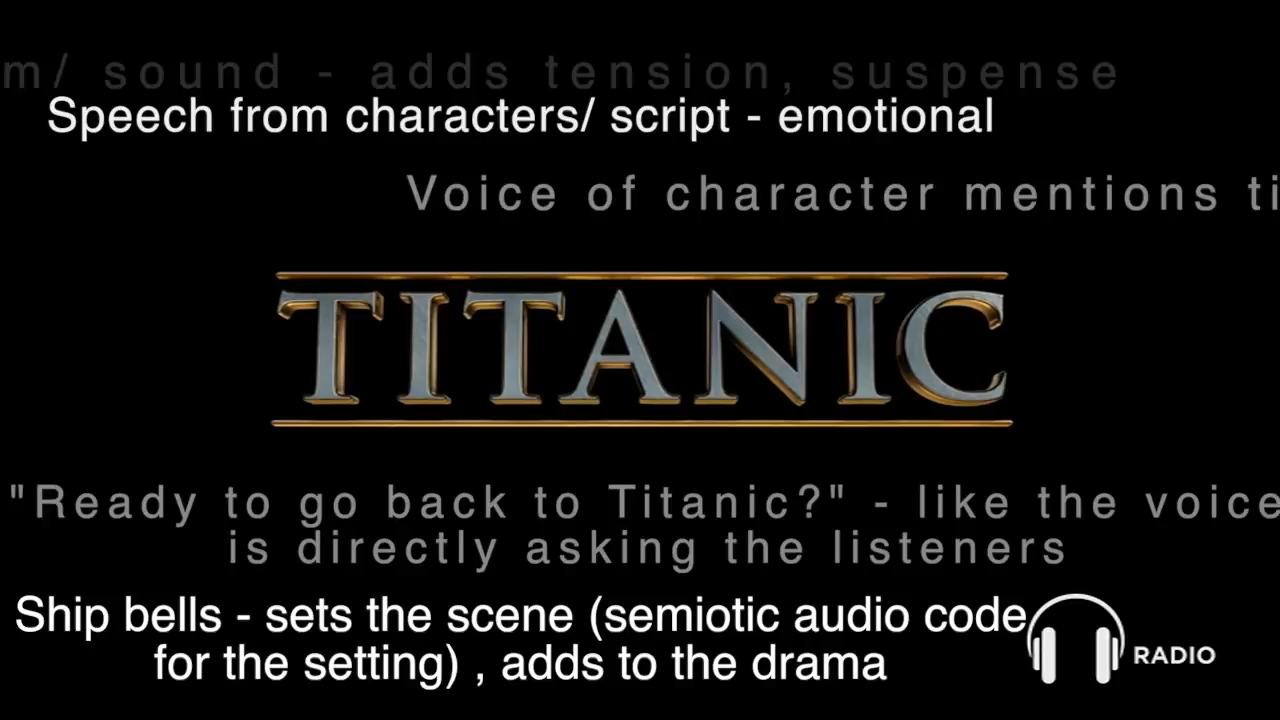 m/ sound - adds tension, suspense
Speech from characters/ script - emotional
Voice of character mentions ti
TITANIC
"Ready to go back to Titanic?" - like the voice
is directly asking the listeners
Ship bells - sets the scene (semiotic audio code
for the setting) , adds to the drama
RADIO